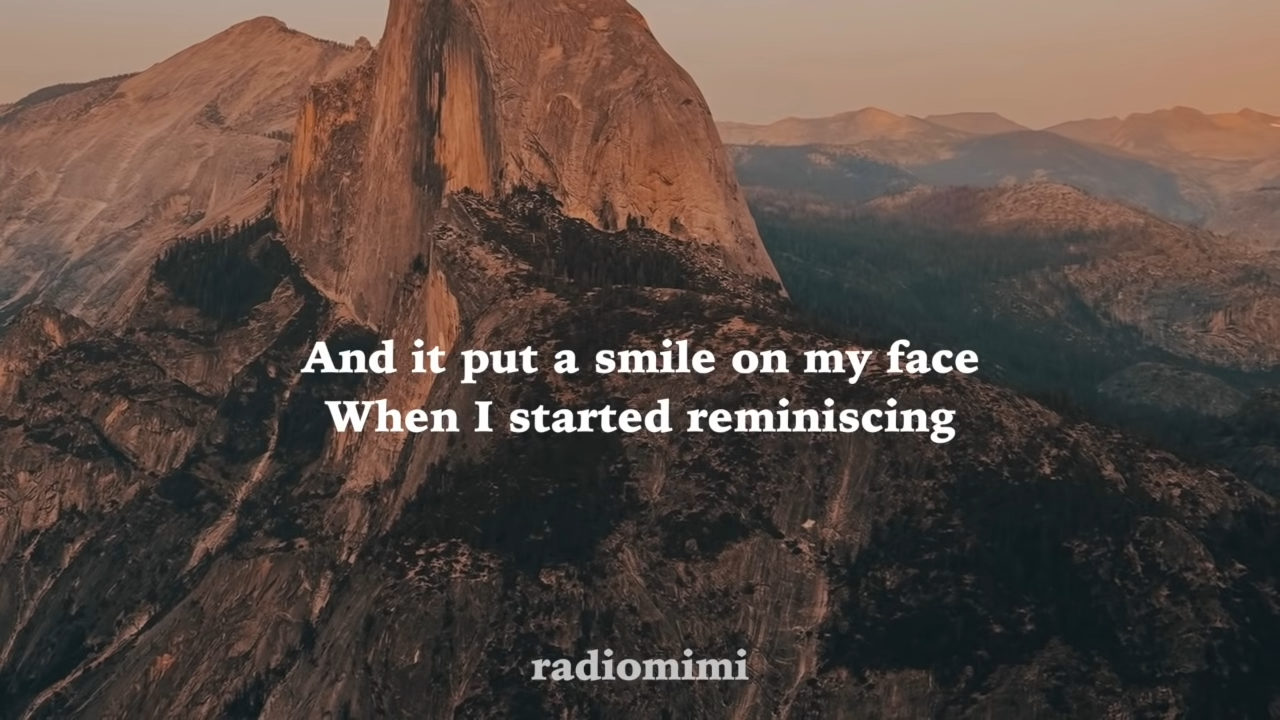 And it put a smile on my face
When I started reminiscing
radiomimi